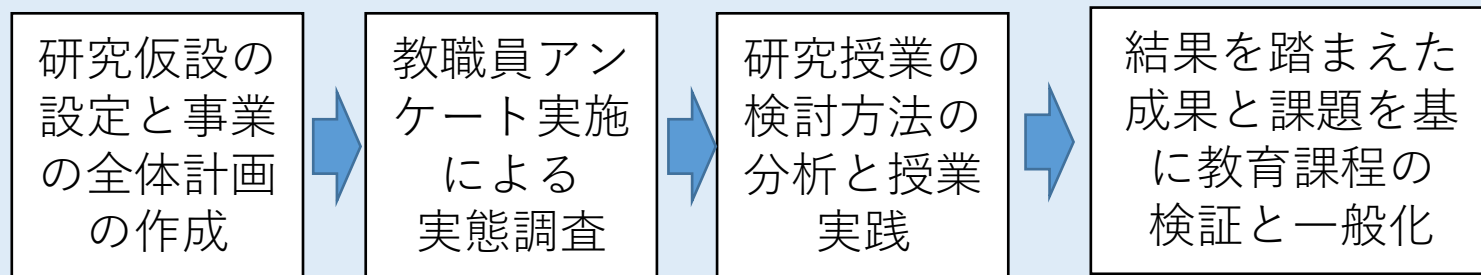 研究仮設の
設定と事業
の全体計画
の作成
教職員アン
ケート実施
による
実態調査
研究授業の
検討方法の
分析と授業
実践
結果を踏まえた
成果と課題を基
に教育課程の
検証と一般化